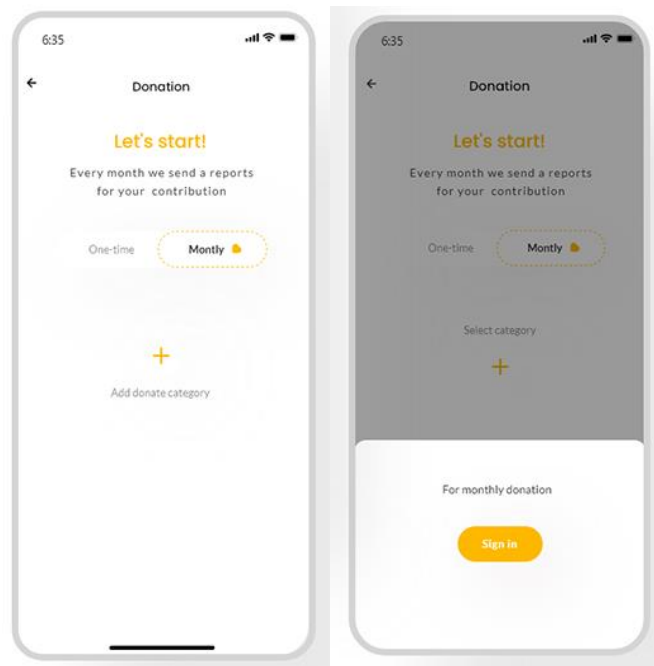 6:35
Donation
Let's start!
Every month we send a reports
for your contribution
One-time
Montly
Add donate category
6:35
Donation
Let's start!
Every month we send a reports
for your contribution
One-time
Montly
Select category
For monthly donation
Sign in